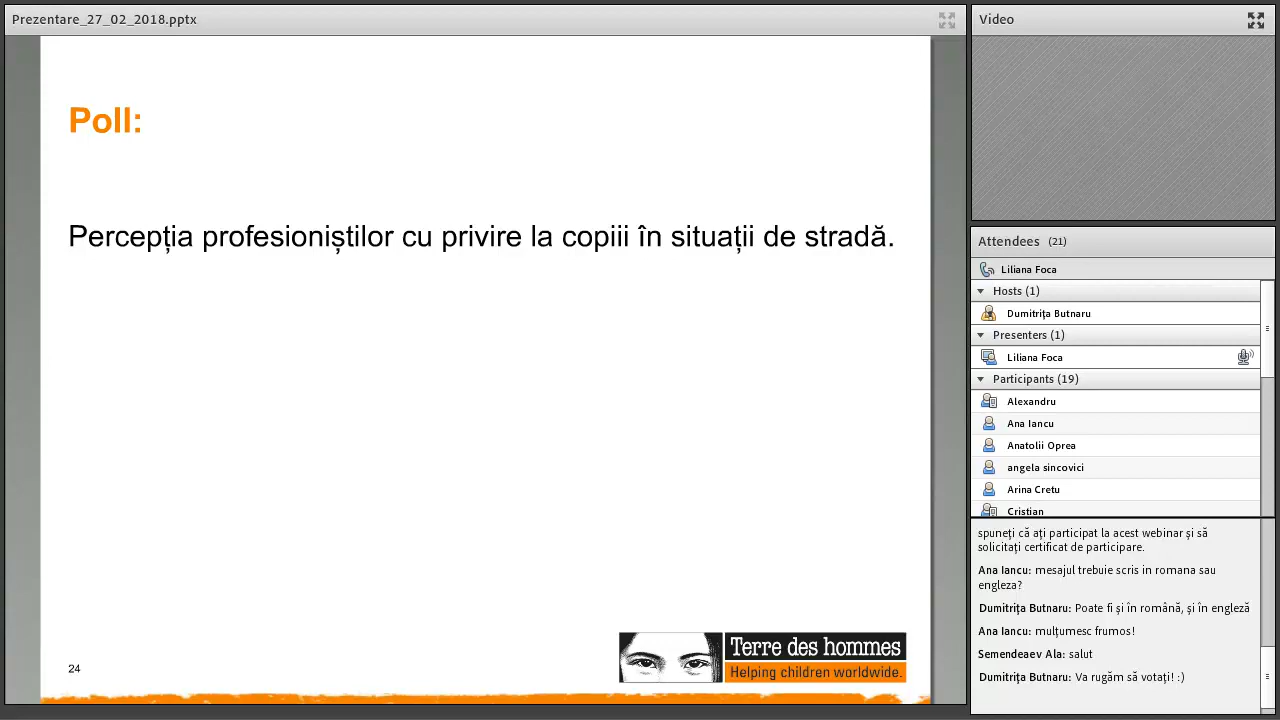 Prezentare_27_02_2018.pptx
Poll:
Percepția profesioniștilor cu privire la copiii în situații de stradă.
24
Terre des hommes
Helping children worldwide.
Video
Attendees (21)
Liliana Foca
Hosts (1)
Dumitrița Butnaru
Presenters (1)
Liliana Foca
Participants (19)
Alexandru
Ana Iancu
Anatolii Oprea
angela sincovici
Arina Cretu
Cristian
spuneți că ați participat la acest webinar și să
solicitați certificat de participare.
Ana Iancu: mesajul trebuie scris in romana sau
engleza?
Dumitrița Butnaru: Poate fi și în română, și în engleză
Ana Iancu: mulțumesc frumos!
Semendeaev Ala: salut
Dumitrița Butnaru: Va rugăm să votați! :)